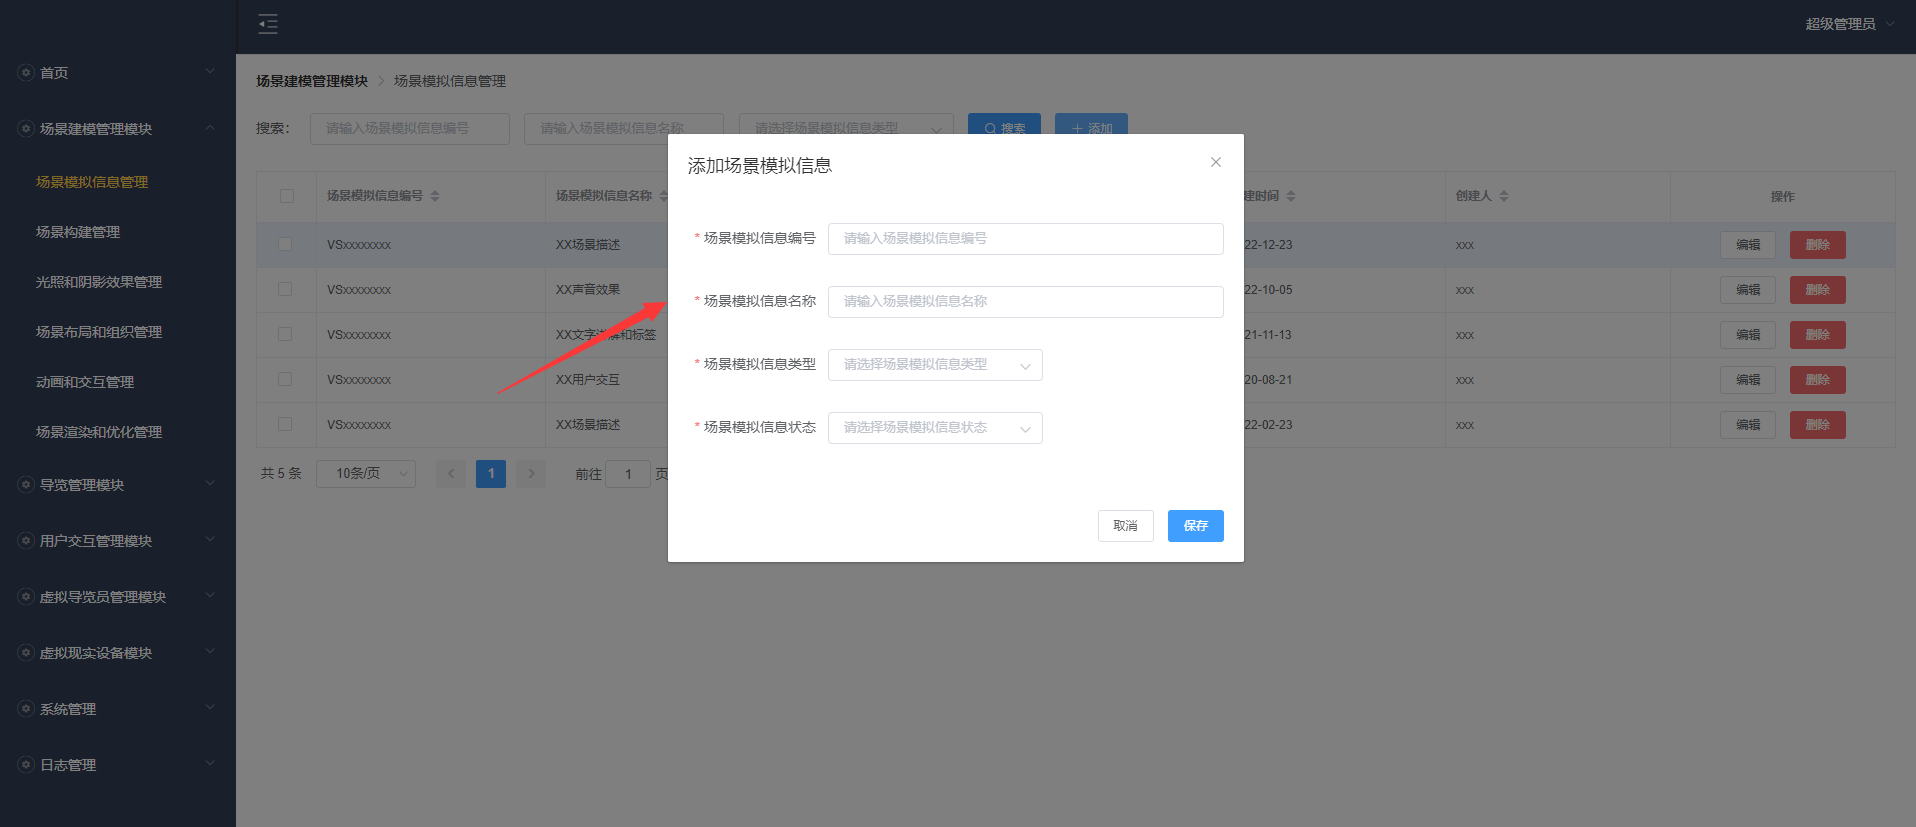 超级管理员
首页
场景建模管理模块
场景模拟信息管理
场景构建管理
光照和阴影效果管理
场景布局和组织管理
动画和交互管理
场景渲染和优化管理
导览管理模块
用户交互管理模块
虚拟导览员管理模块
虚拟现实设备模块
系统管理
日志管理
场景建模管理模块 场景模拟信息管理
搜索: 请输入场景模拟信息编号 请输入场景模拟信息名称 请选择场景模拟信息类型 搜索 添加
场景模拟信息编号 场景模拟信息名称 建时间 创建人 操作
VSxxxxxxxx XX场景描述 22-12-23 xxx 编辑 删除
VSxxxxxxxx XX声音效果 22-10-05 xxx 编辑 删除
VSxxxxxxxx XX文字讲解和标签 21-11-13 xxx 编辑 删除
VSxxxxxxxx XX用户交互 20-08-21 xxx 编辑 删除
VSxxxxxxxx XX场景描述 22-02-23 xxx 编辑 删除
共 5 条 10条/页 1 前往 1 页
添加场景模拟信息
* 场景模拟信息编号 请输入场景模拟信息编号
* 场景模拟信息名称 请输入场景模拟信息名称
* 场景模拟信息类型 请选择场景模拟信息类型
* 场景模拟信息状态 请选择场景模拟信息状态
取消 保存